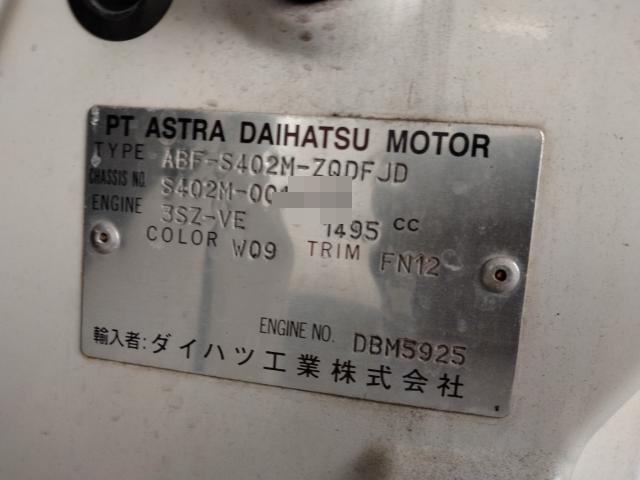 PT ASTRA DAIHATSU MOTOR
TYPE ABF-S402M-ZQDFJD
CHASSIS NO. S402M-00
ENGINE 3SZ-VE 1495 CC
COLOR W09 TRIM FN12
ENGINE NO. DBM5925
輸入者:ダイハツ工業株式会社